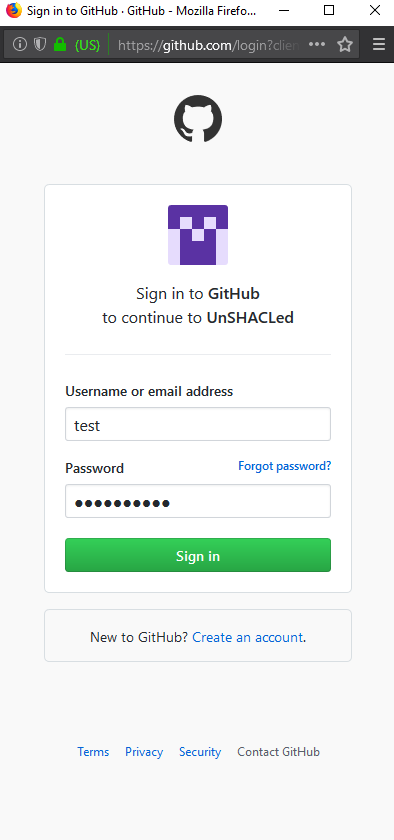 Sign in to GitHub · GitHub - Mozilla Firefo...
(US) https://github.com/login?clien
Sign in to GitHub
to continue to UnSHACLed
Username or email address
test
Password Forgot password?
●●●●●●●●●●
Sign in
New to GitHub? Create an account.
Terms Privacy Security Contact GitHub